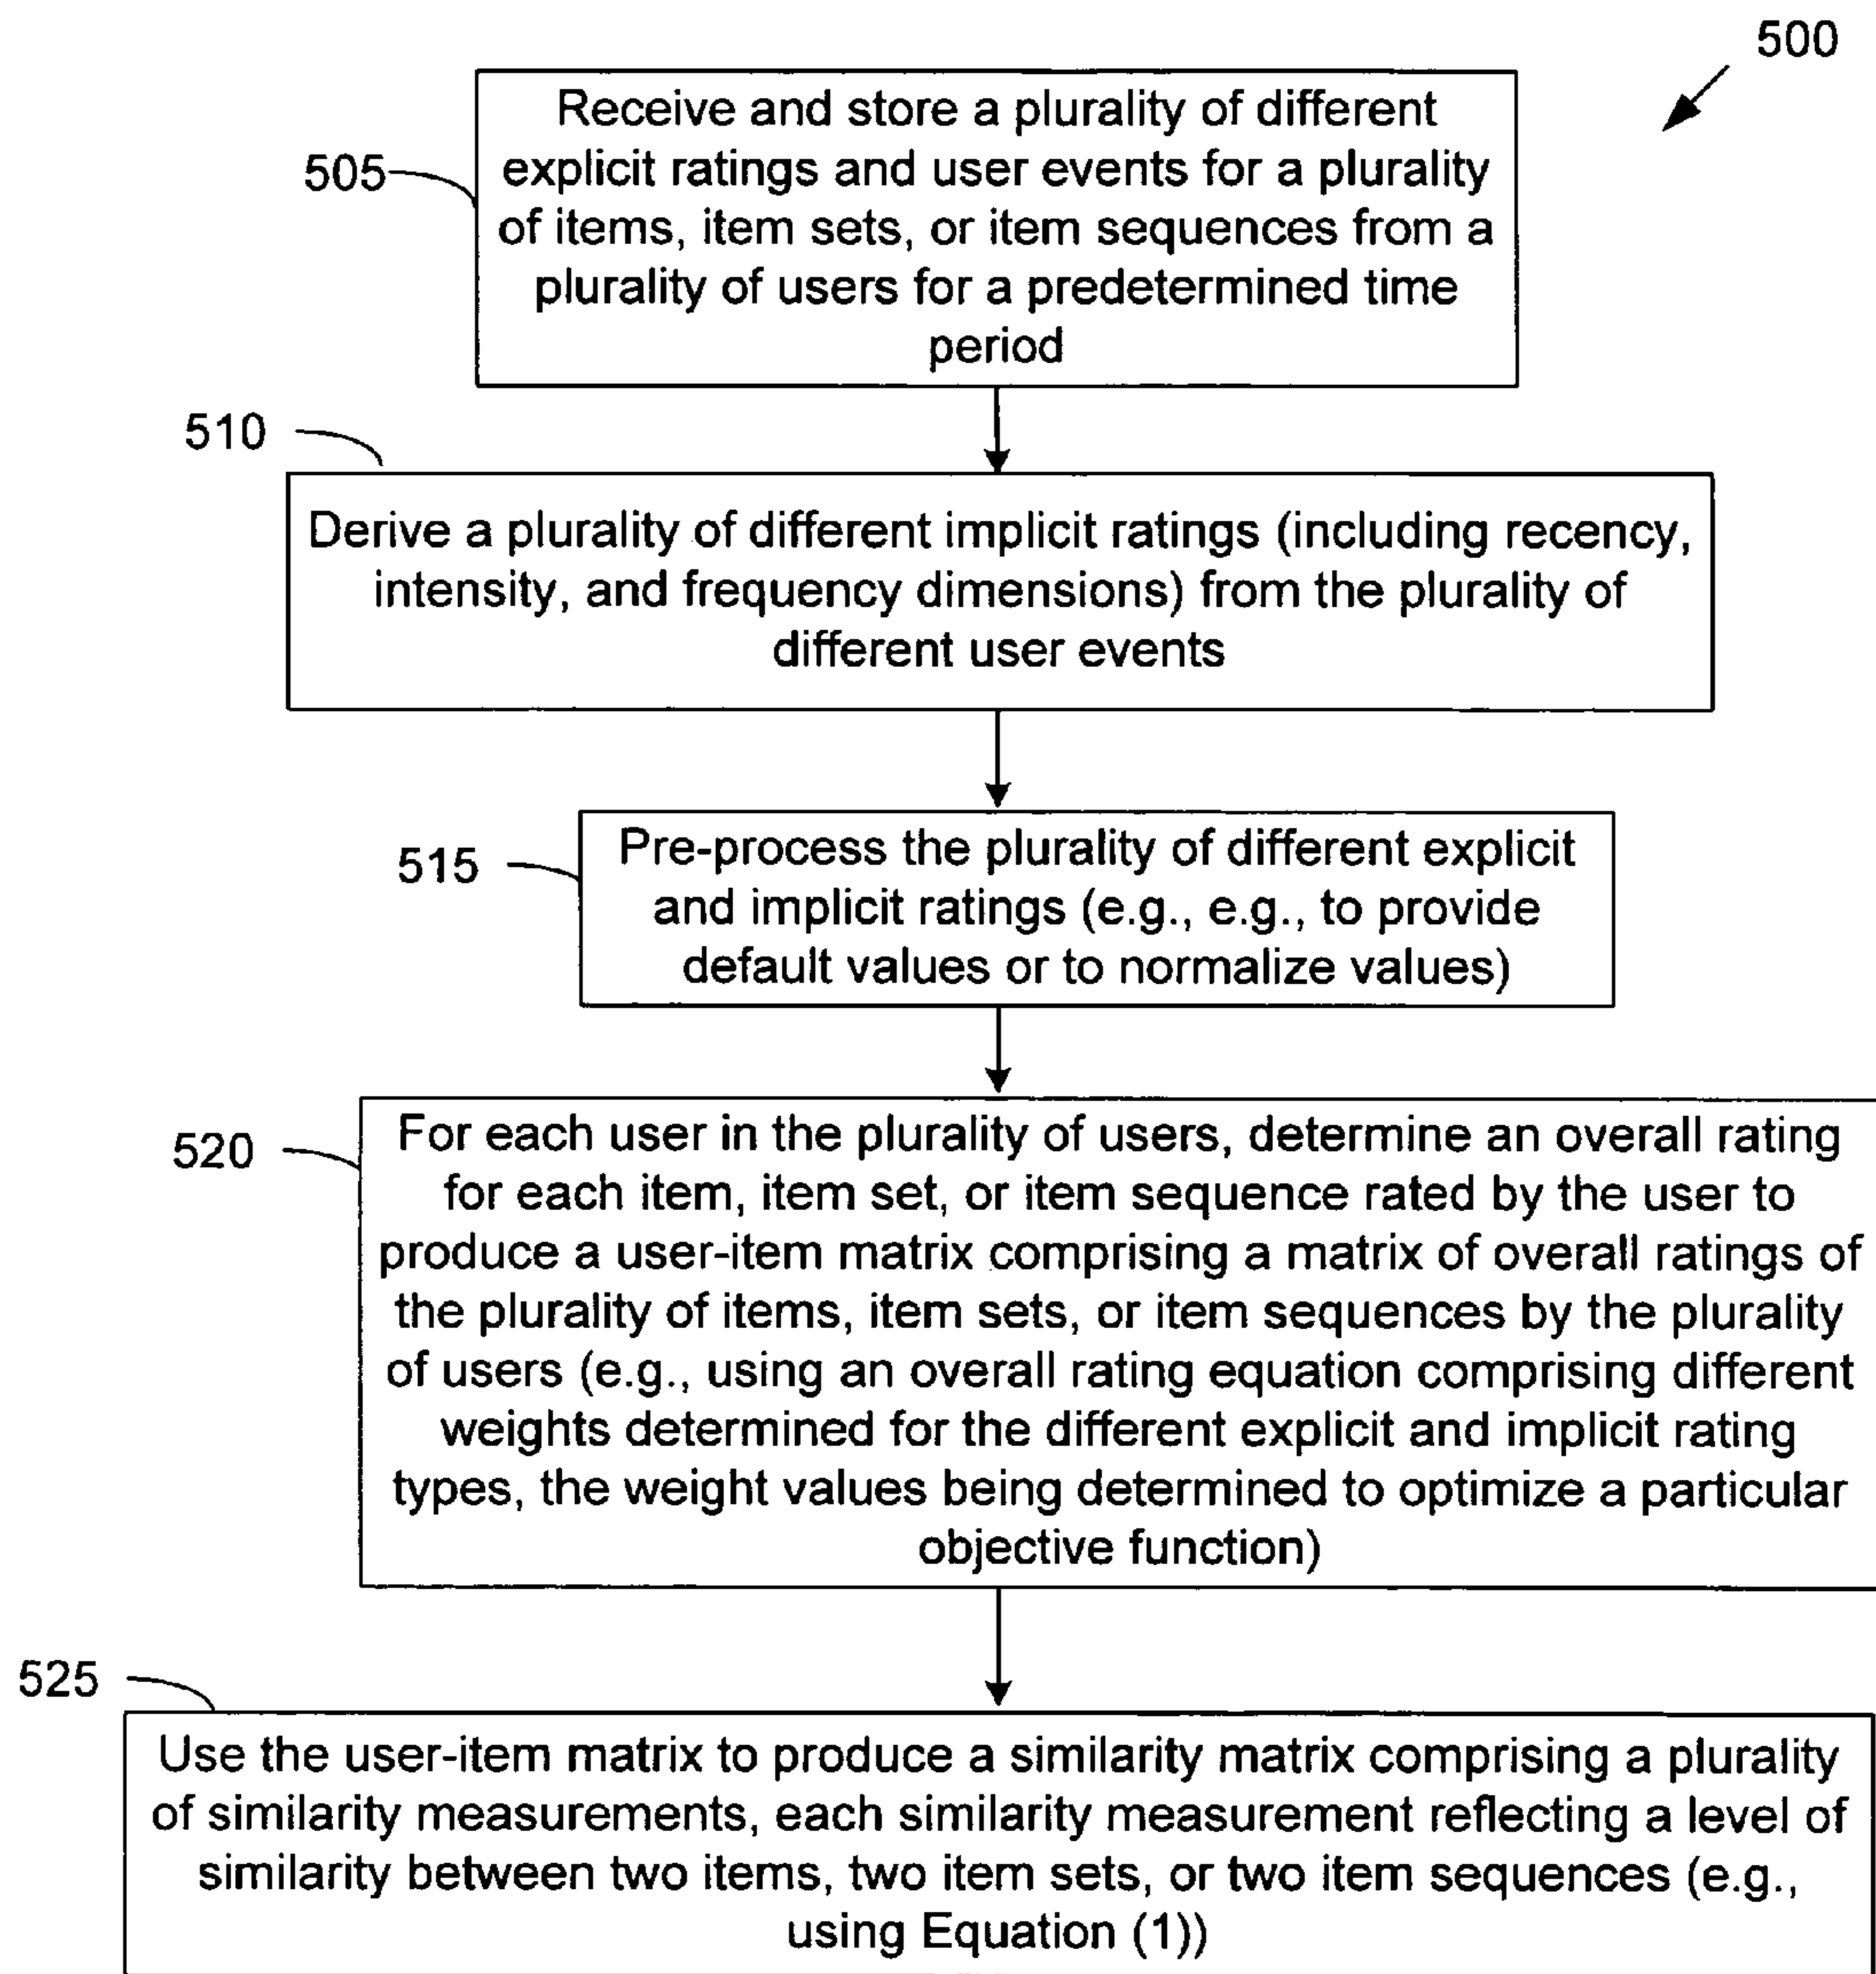 500
505
Receive and store a plurality of different
explicit ratings and user events for a plurality
of items, item sets, or item sequences from a
plurality of users for a predetermined time
period
510
Derive a plurality of different implicit ratings (including recency,
intensity, and frequency dimensions) from the plurality of
different user events
515
Pre-process the plurality of different explicit
and implicit ratings (e.g., e.g., to provide
default values or to normalize values)
520
For each user in the plurality of users, determine an overall rating
for each item, item set, or item sequence rated by the user to
produce a user-item matrix comprising a matrix of overall ratings of
the plurality of items, item sets, or item sequences by the plurality
of users (e.g., using an overall rating equation comprising different
weights determined for the different explicit and implicit rating
types, the weight values being determined to optimize a particular
objective function)
525
Use the user-item matrix to produce a similarity matrix comprising a plurality
of similarity measurements, each similarity measurement reflecting a level of
similarity between two items, two item sets, or two item sequences (e.g.,
using Equation (1))